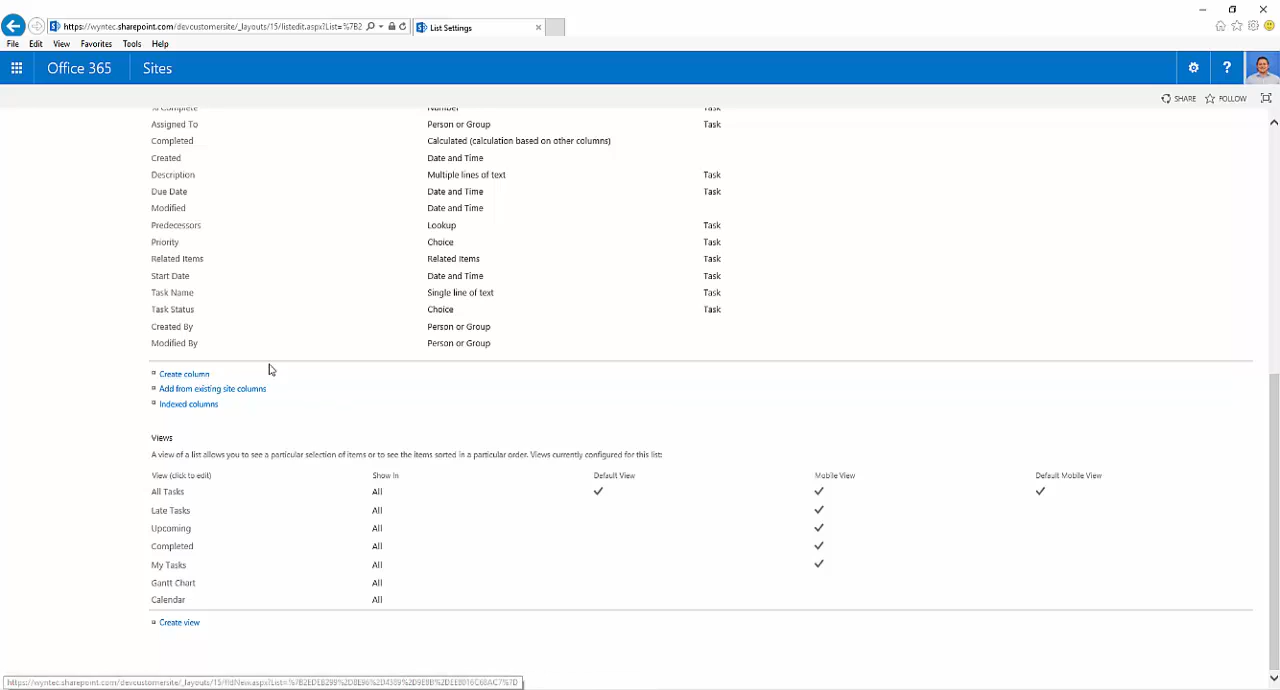 https://wyntec.sharepoint.com/devcustomersite/_layouts/15/listedit.aspx?List=%7B2
List Settings
File Edit View Favorites Tools Help
Office 365 Sites
SHARE FOLLOW
% Complete Number Task
Assigned To Person or Group Task
Completed Calculated (calculation based on other columns)
Created Date and Time
Description Multiple lines of text Task
Due Date Date and Time Task
Modified Date and Time
Predecessors Lookup Task
Priority Choice Task
Related Items Related Items Task
Start Date Date and Time Task
Task Name Single line of text Task
Task Status Choice Task
Created By Person or Group
Modified By Person or Group
Create column
Add from existing site columns
Indexed columns
Views
A view of a list allows you to see a particular selection of items or to see the items sorted in a particular order. Views currently configured for this list:
View (click to edit) Show In Default View Mobile View Default Mobile View
All Tasks All
Late Tasks All
Upcoming All
Completed All
My Tasks All
Gantt Chart All
Calendar All
Create view